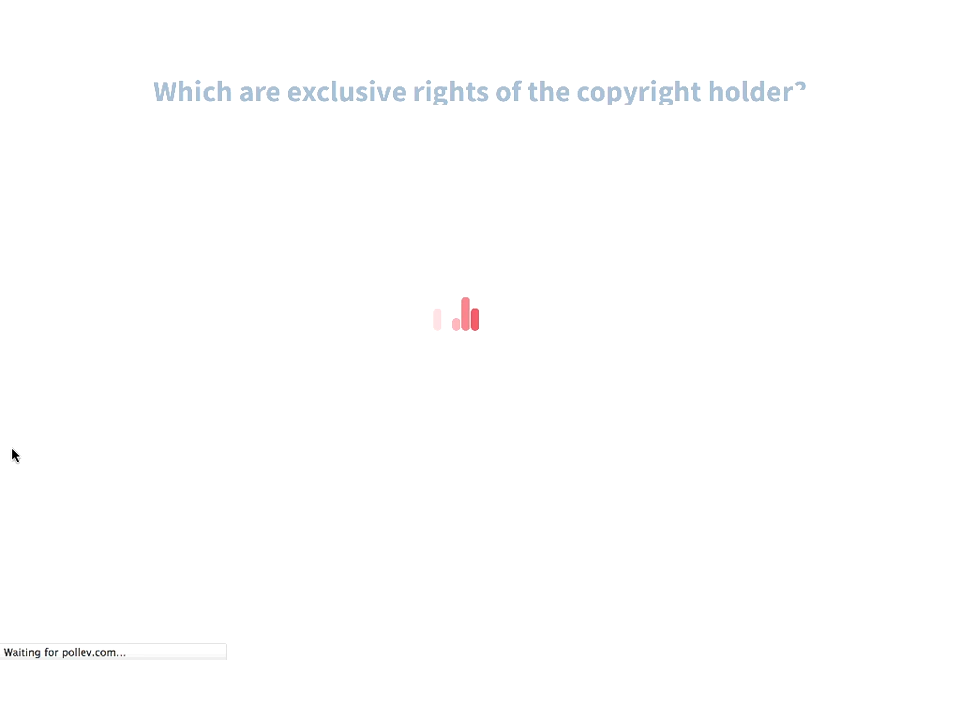 Which are exclusive rights of the copyright holder?
Waiting for pollev.com...